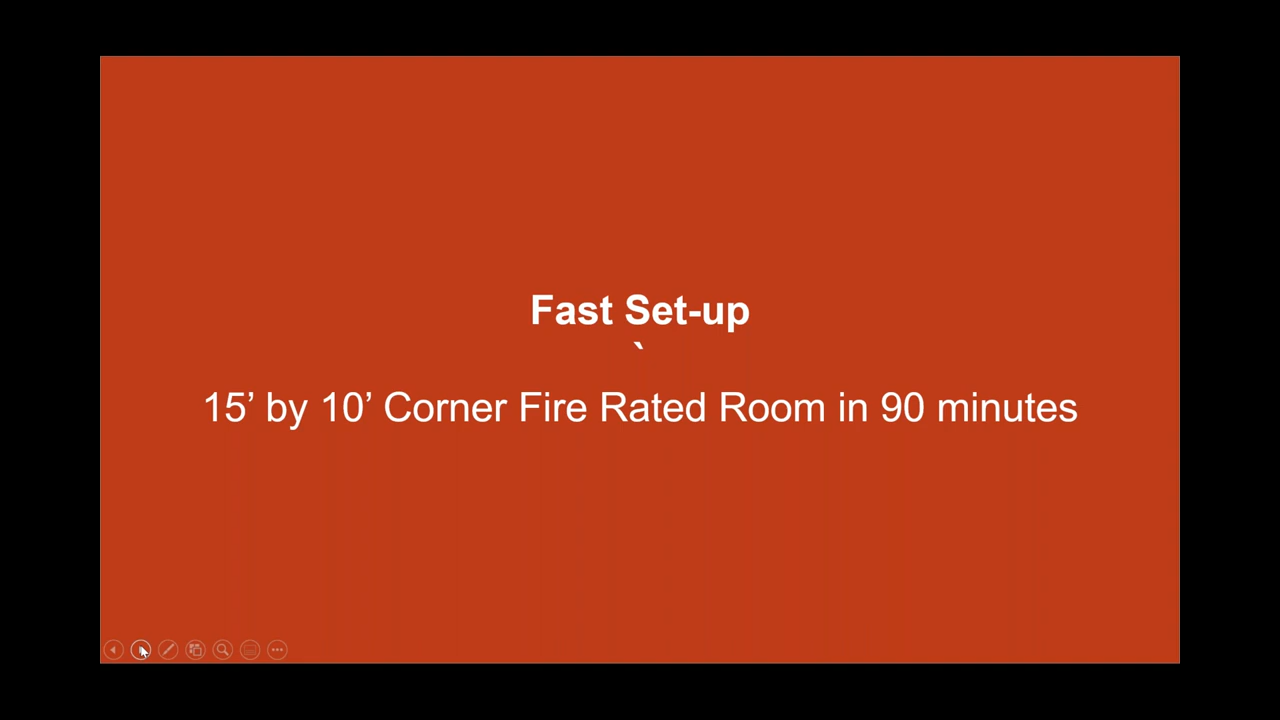 Fast Set-up
`
15’ by 10’ Corner Fire Rated Room in 90 minutes